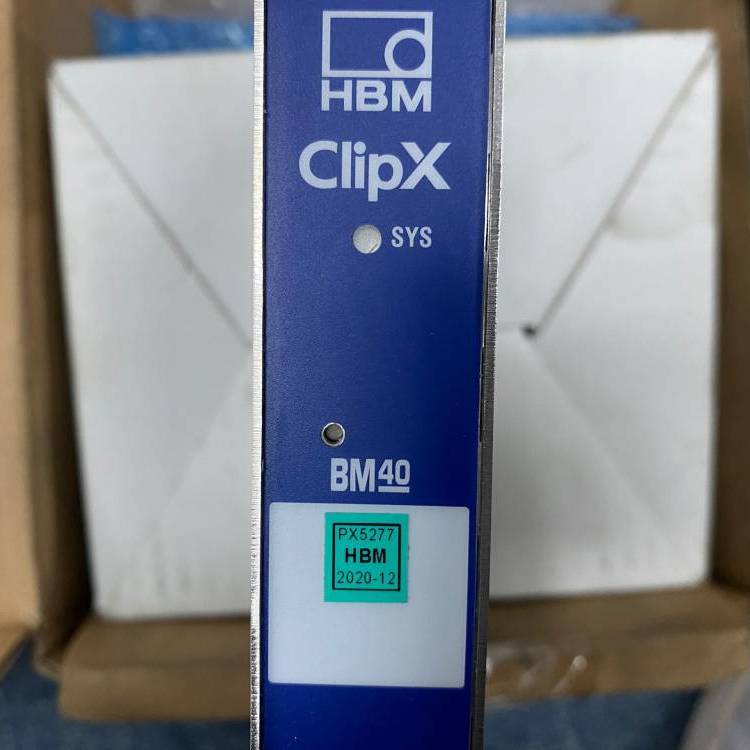 HBM
ClipX
SYS
BM40
PX5277
HBM
2020-12